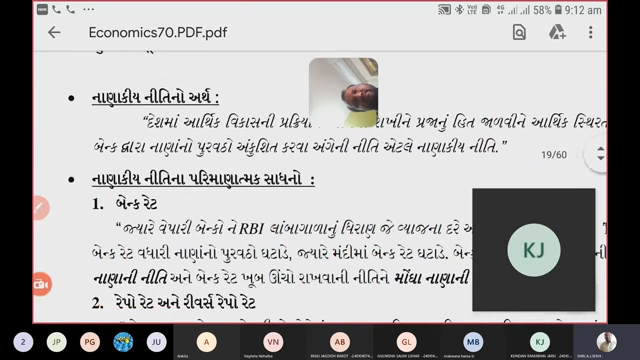 4G 58% 9:12 am
Economics70.PDF.pdf
• નાણાકીય નીતિનો અર્થ :
“દેશમાં આર્થિક વિકાસની પ્રક્રિયા રાખીને પ્રજાનું હિત જાળવીને આર્થિક સ્થિરત
બેન્ક દ્વારા નાણાંનો પુરવઠો અંકુશિત કરવા અંગેની નીતિ એટલે નાણાકીય નીતિ.”
19/60
• નાણાકીય નીતિના પરિમાણાત્મક સાધનો :
1. બેન્ક રેટ
“જ્યારે વેપારી બેન્કો ને RBI લાંબાગાળાનું ધિરાણ જે વ્યાજના દરે
બેન્ક રેટ વધારી નાણાંનો પુરવઠો ઘટાડે, જ્યારે મંદીમાં બેન્ક રેટ ઘટાડે. બેન્
નાણાની નીતિ અને બેન્ક રેટ ખૂબ ઊંચો રાખવાની નીતિને મોંઘા નાણાની
2. રેપો રેટ અને રીવર્સ રેપો રેટ
KJ
2 JP PG JU A VN AB GL MB KJ
Ankita